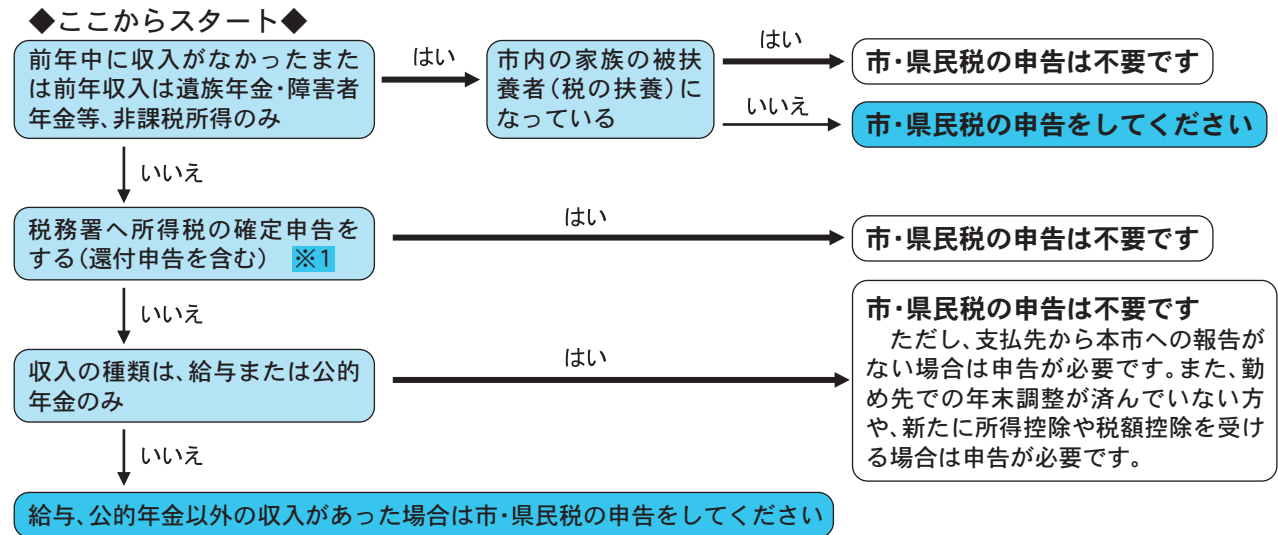 ◆ここからスタート◆
前年中に収入がなかったまた
は前年収入は遺族年金・障害者
年金等、非課税所得のみ
はい
市内の家族の被扶
養者(税の扶養)に
なっている
はい
市・県民税の申告は不要です
いいえ
市・県民税の申告をしてください
いいえ
税務署へ所得税の確定申告を
する(還付申告を含む) ※1
はい
市・県民税の申告は不要です
いいえ
収入の種類は、給与または公的
年金のみ
はい
市・県民税の申告は不要です
ただし、支払先から本市への報告が
ない場合は申告が必要です。また、勤
め先での年末調整が済んでいない方
や、新たに所得控除や税額控除を受け
る場合は申告が必要です。
いいえ
給与、公的年金以外の収入があった場合は市・県民税の申告をしてください